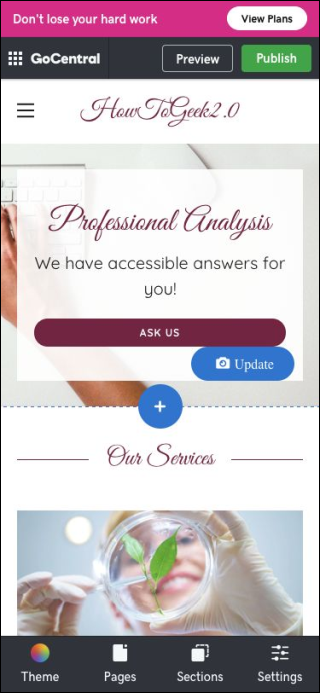 Don't lose your hard work
View Plans
GoCentral
Preview
Publish
HowToGeek2.0
Professional Analysis
We have accessible answers for
you!
ASK US
Update
Our Services
Theme
Pages
Sections
Settings